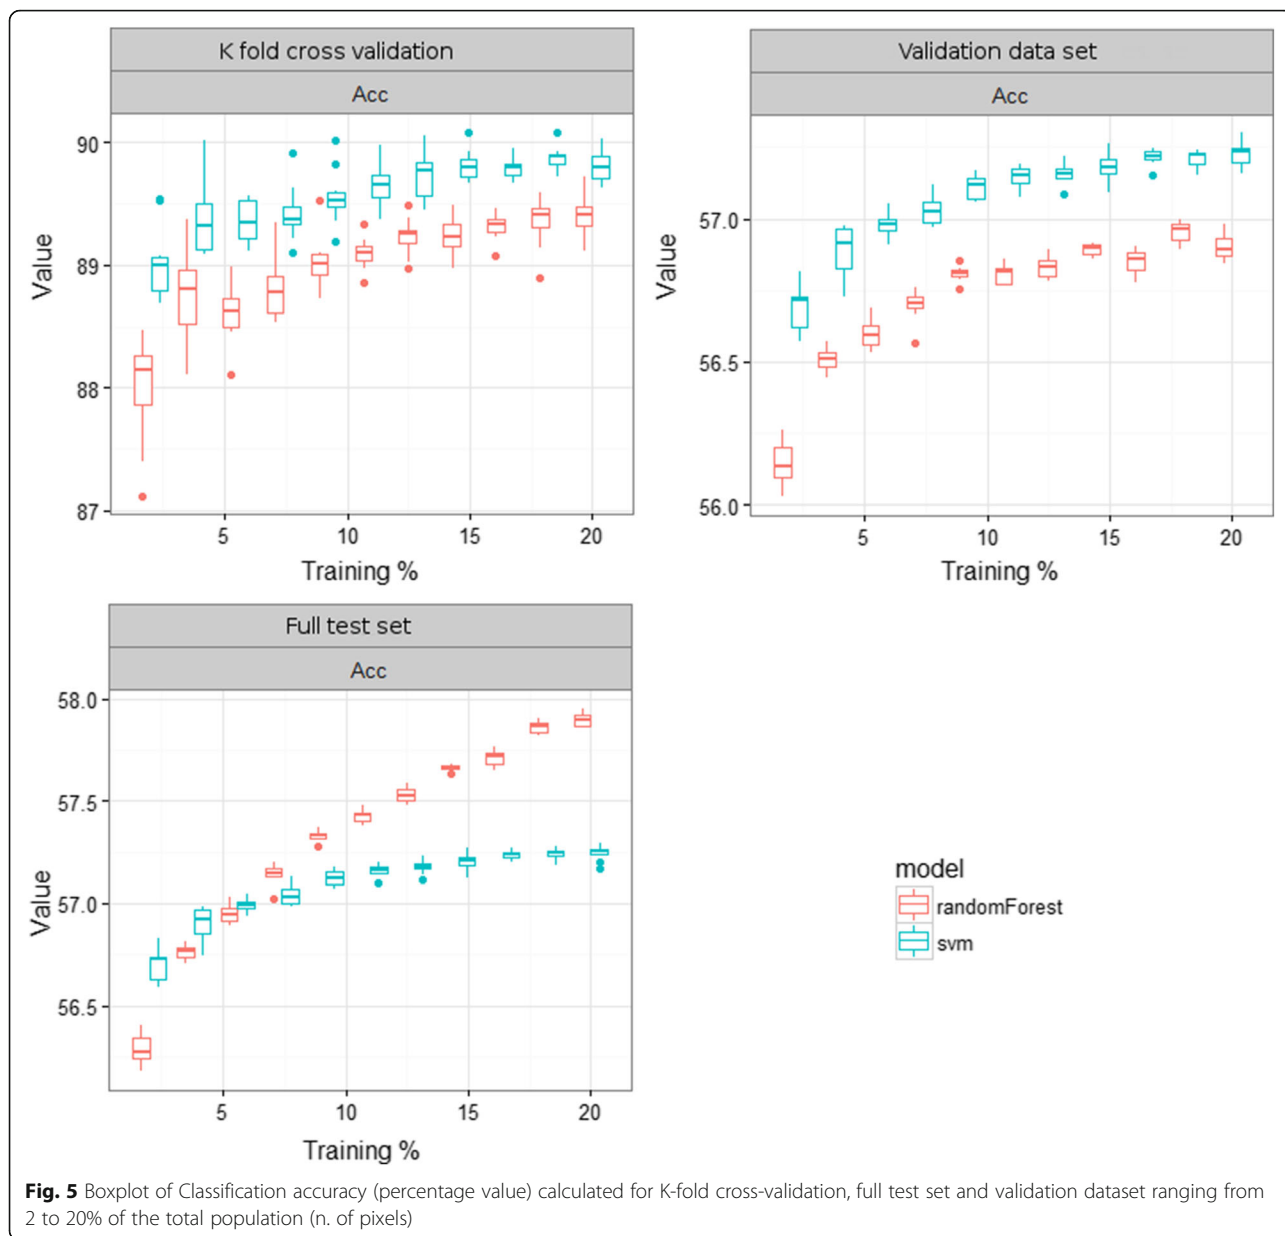 K fold cross validation
Acc
90
89
88
87
Value
5 10 15 20
Training %
Validation data set
Acc
57.0
56.5
56.0
Value
5 10 15 20
Training %
Full test set
Acc
58.0
57.5
57.0
56.5
Value
5 10 15 20
Training %
model
randomForest
svm
Fig. 5 Boxplot of Classification accuracy (percentage value) calculated for K-fold cross-validation, full test set and validation dataset ranging from
2 to 20% of the total population (n. of pixels)